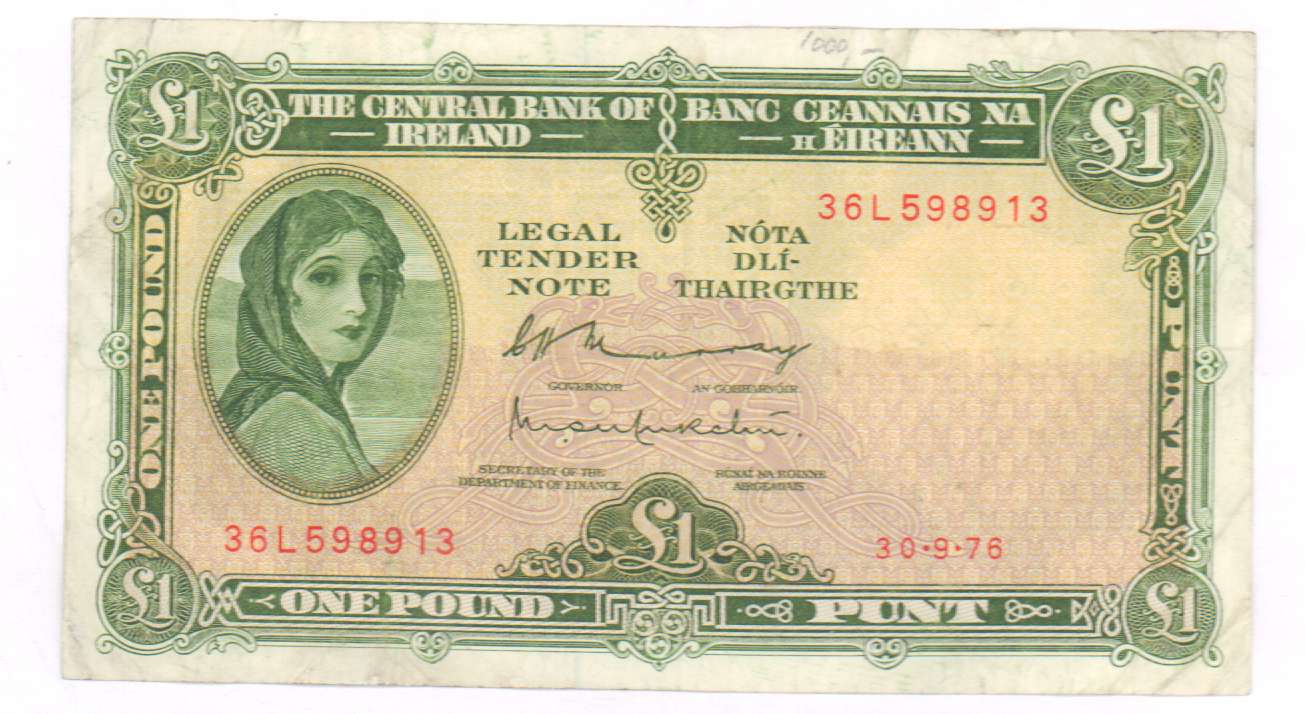 1000 –
£1
£1
THE CENTRAL BANK OF
— IRELAND —
BANC CEANNAIS NA
— H ÉIREANN —
36L 598913
LEGAL
TENDER
NOTE
NÓTA
DLÍ-
THAIRGTHE
ONE POUND
PUNT
GOVERNOR
AN GOBHARNÓIR
SECRETARY OF THE
DEPARTMENT OF FINANCE.
RÚNAÍ NA ROINNE
AIRGEADAIS
36L 598913
£1
30·9·76
£1
ONE POUND
PUNT
£1